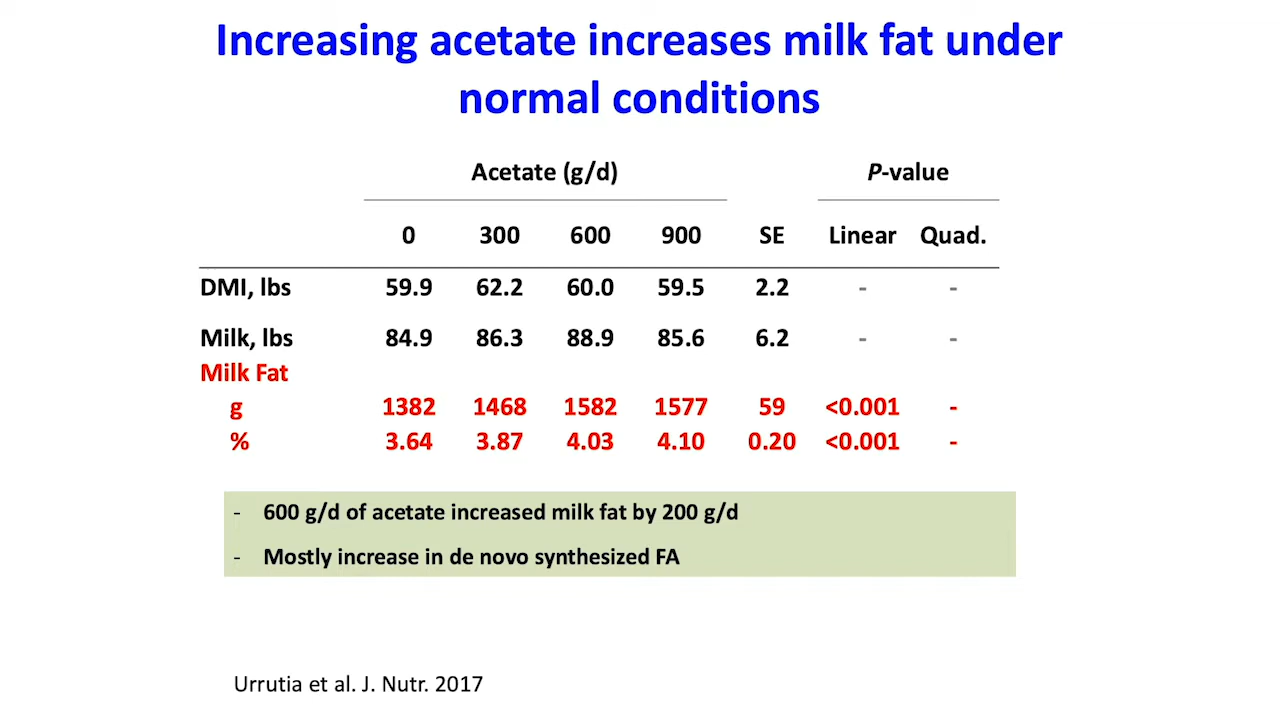 Increasing acetate increases milk fat under
normal conditions
Acetate (g/d) P-value
0 300 600 900 SE Linear Quad.
DMI, lbs 59.9 62.2 60.0 59.5 2.2 - -
Milk, lbs 84.9 86.3 88.9 85.6 6.2 - -
Milk Fat
g 1382 1468 1582 1577 59 <0.001 -
% 3.64 3.87 4.03 4.10 0.20 <0.001 -
- 600 g/d of acetate increased milk fat by 200 g/d
- Mostly increase in de novo synthesized FA
Urrutia et al. J. Nutr. 2017